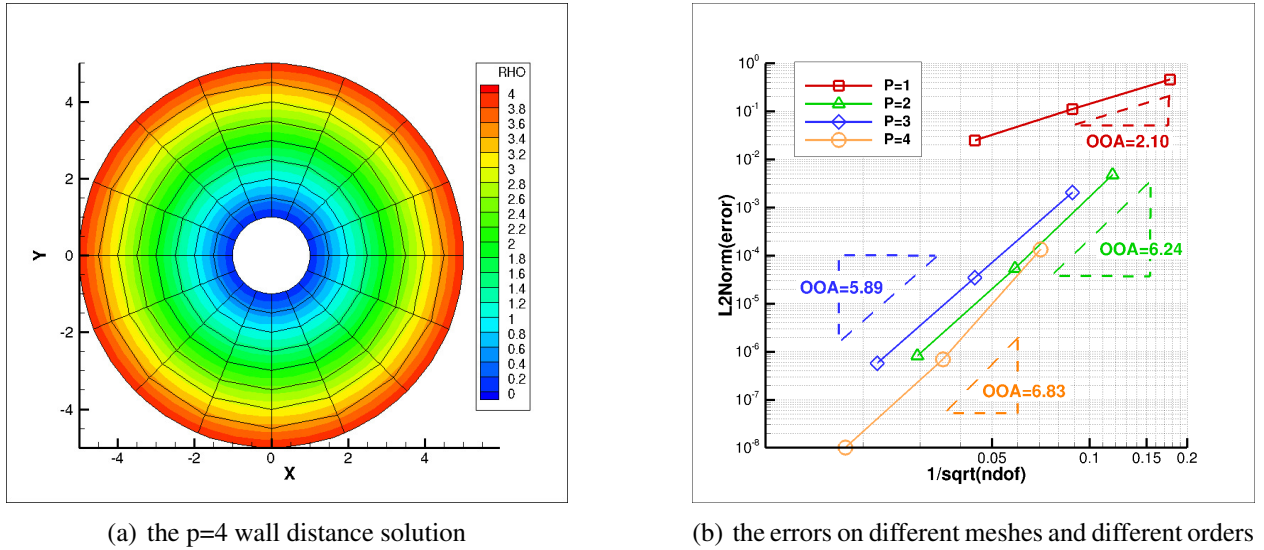 RHO
4
3.8
3.6
3.4
3.2
3
2.8
2.6
2.4
2.2
2
1.8
1.6
1.4
1.2
1
0.8
0.6
0.4
0.2
0
4
2
0
-2
-4
Y
-4 -2 0 2 4
X
(a) the p=4 wall distance solution
P=1
P=2
P=3
P=4
OOA=2.10
OOA=6.24
OOA=5.89
OOA=6.83
10^0
10^-1
10^-2
10^-3
10^-4
10^-5
10^-6
10^-7
10^-8
L2Norm(error)
0.05 0.1 0.15 0.2
1/sqrt(ndof)
(b) the errors on different meshes and different orders